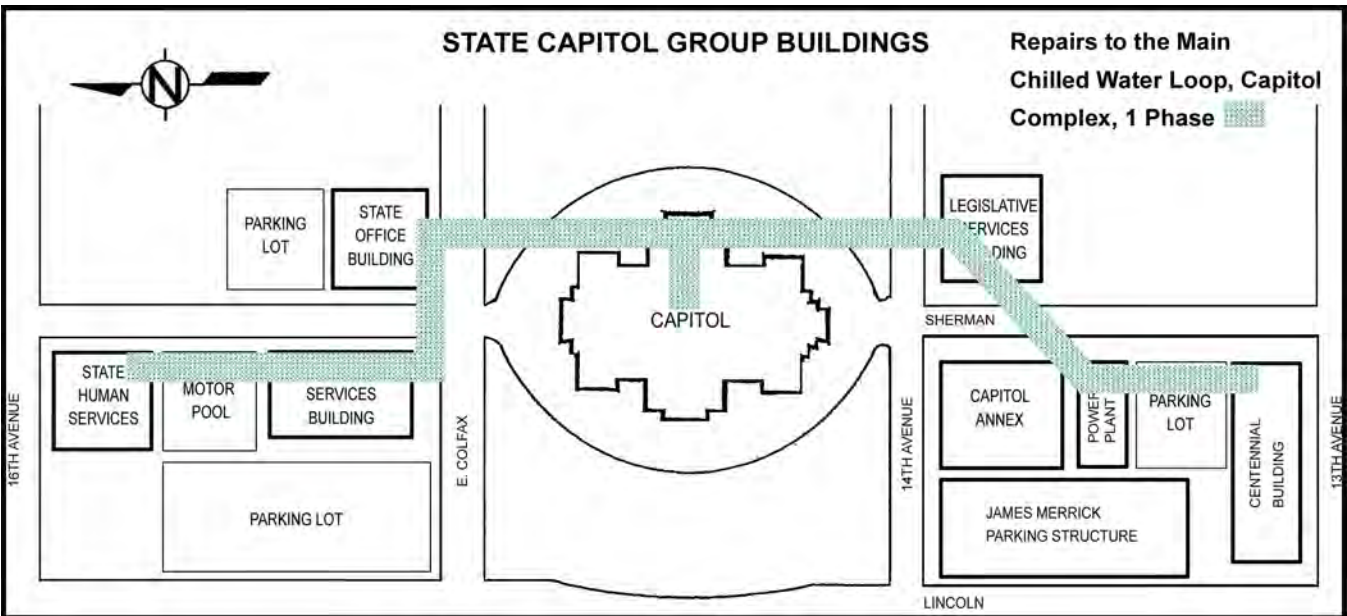 STATE CAPITOL GROUP BUILDINGS
Repairs to the Main
Chilled Water Loop, Capitol
Complex, 1 Phase
N
PARKING
LOT
STATE
OFFICE
BUILDING
LEGISLATIVE
CAPITOL
SHERMAN
STATE
HUMAN
SERVICES
MOTOR
POOL
SERVICES
BUILDING
CAPITOL
ANNEX
POWER
PLANT
PARKING
LOT
CENTENNIAL
BUILDING
16TH AVENUE
E. COLFAX
14TH AVENUE
13TH AVENUE
PARKING LOT
JAMES MERRICK
PARKING STRUCTURE
LINCOLN